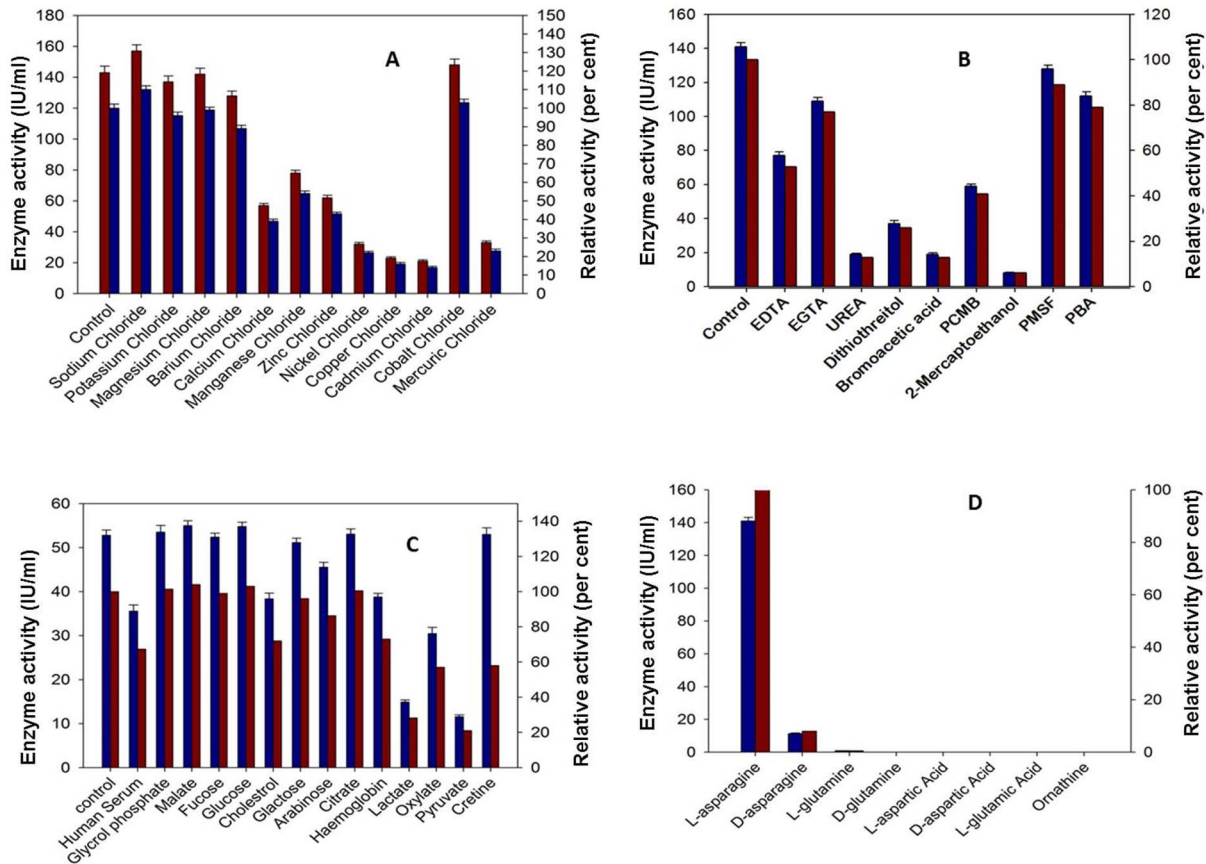 A
Enzyme activity (IU/ml)
180
160
140
120
100
80
60
40
20
0
150
140
130
120
110
100
90
80
70
60
50
40
30
20
10
0
Relative activity (per cent)
Control
Sodium Chloride
Potassium Chloride
Magnesium Chloride
Barium Chloride
Calcium Chloride
Manganese Chloride
Zinc Chloride
Nickel Chloride
Copper Chloride
Cadmium Chloride
Cobalt Chloride
Mercuric Chloride
B
Enzyme activity (IU/ml)
160
140
120
100
80
60
40
20
0
120
100
80
60
40
20
0
Relative activity (per cent)
Control
EDTA
EGTA
UREA
Dithiothreitol
Bromoacetic acid
PCMB
2-Mercaptoethanol
PMSF
PBA
C
Enzyme activity (IU/ml)
60
50
40
30
20
10
0
140
120
100
80
60
40
20
0
Relative activity (per cent)
control
Human Serum
Glycrol phosphate
Malate
Fucose
Glucose
Cholestrol
Glactose
Arabinose
Citrate
Haemoglobin
Lactate
Oxylate
Pyruvate
Cretine
D
Enzyme activity (IU/ml)
160
140
120
100
80
60
40
20
0
100
80
60
40
20
0
Relative activity (per cent)
L-asparagine
D-asparagine
L-glutamine
D-glutamine
L-aspartic Acid
D-aspartic Acid
L-glutamic Acid
Ornathine